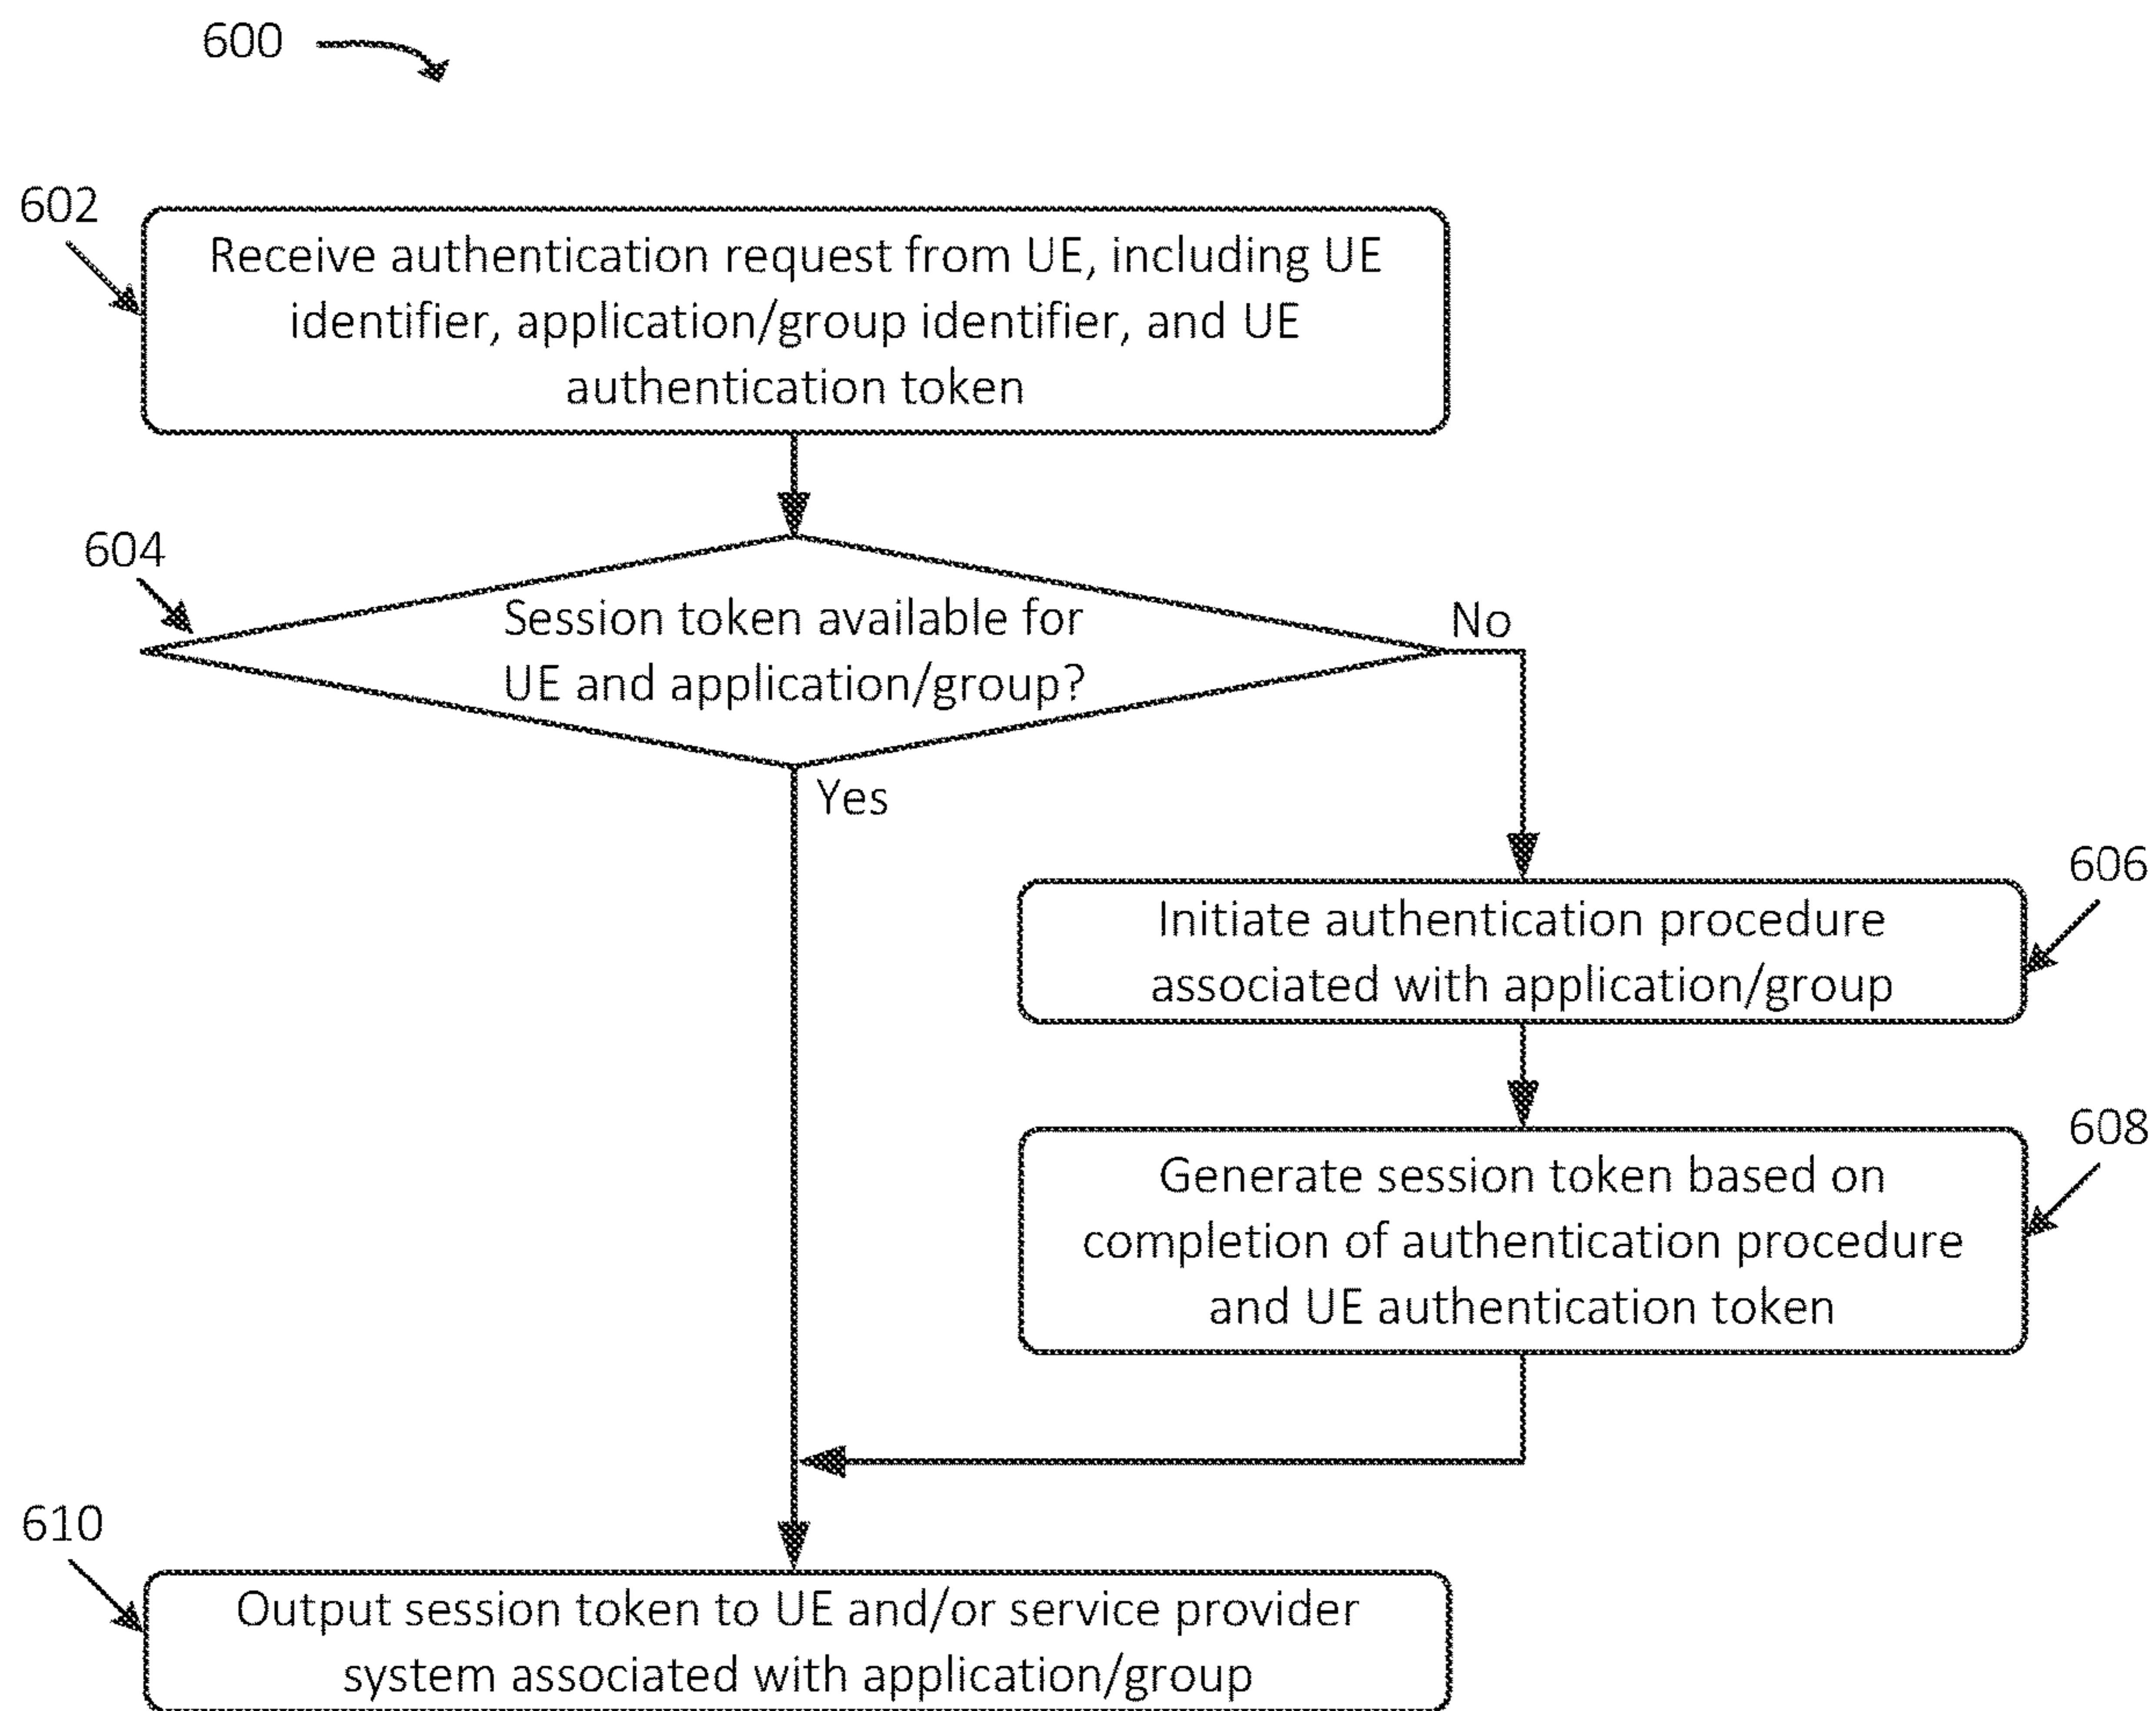 600
602
Receive authentication request from UE, including UE
identifier, application/group identifier, and UE
authentication token
604
Session token available for
UE and application/group?
No
Yes
606
Initiate authentication procedure
associated with application/group
608
Generate session token based on
completion of authentication procedure
and UE authentication token
610
Output session token to UE and/or service provider
system associated with application/group